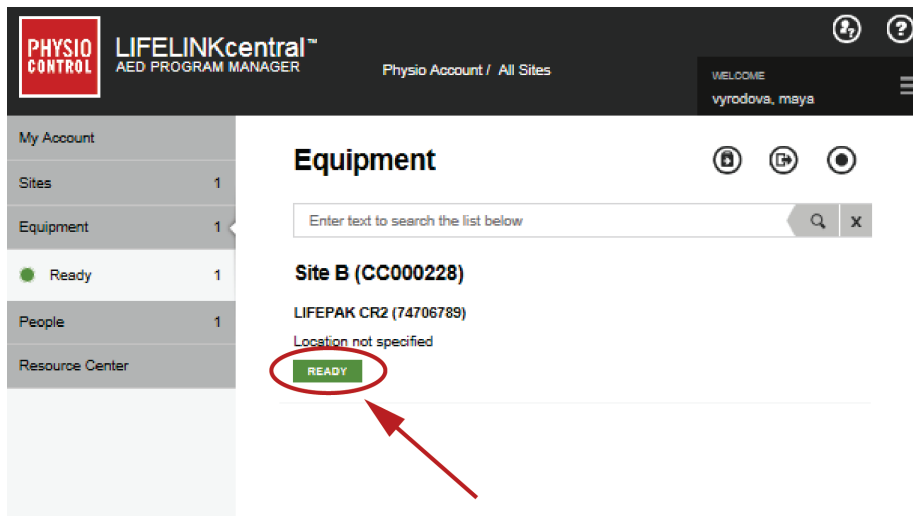 PHYSIO
CONTROL
LIFELINKcentral™
AED PROGRAM MANAGER
Physio Account / All Sites
WELCOME
vyrodova, maya
My Account
Sites 1
Equipment 1
Ready 1
People 1
Resource Center
Equipment
Enter text to search the list below
X
Site B (CC000228)
LIFEPAK CR2 (74706789)
Location not specified
READY